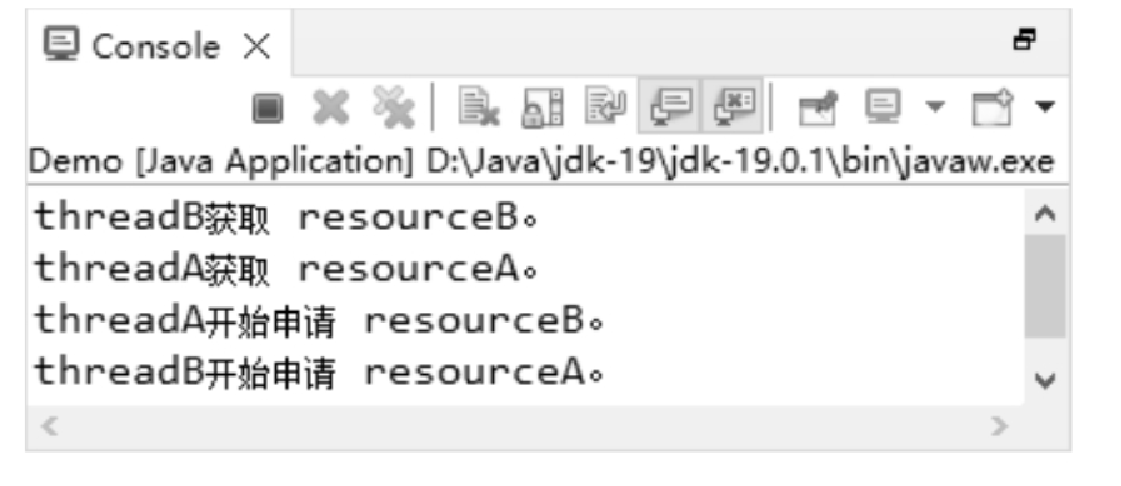 Console
Demo [Java Application] D:\Java\jdk-19\jdk-19.0.1\bin\javaw.exe
threadB获取 resourceB。
threadA获取 resourceA。
threadA开始申请 resourceB。
threadB开始申请 resourceA。